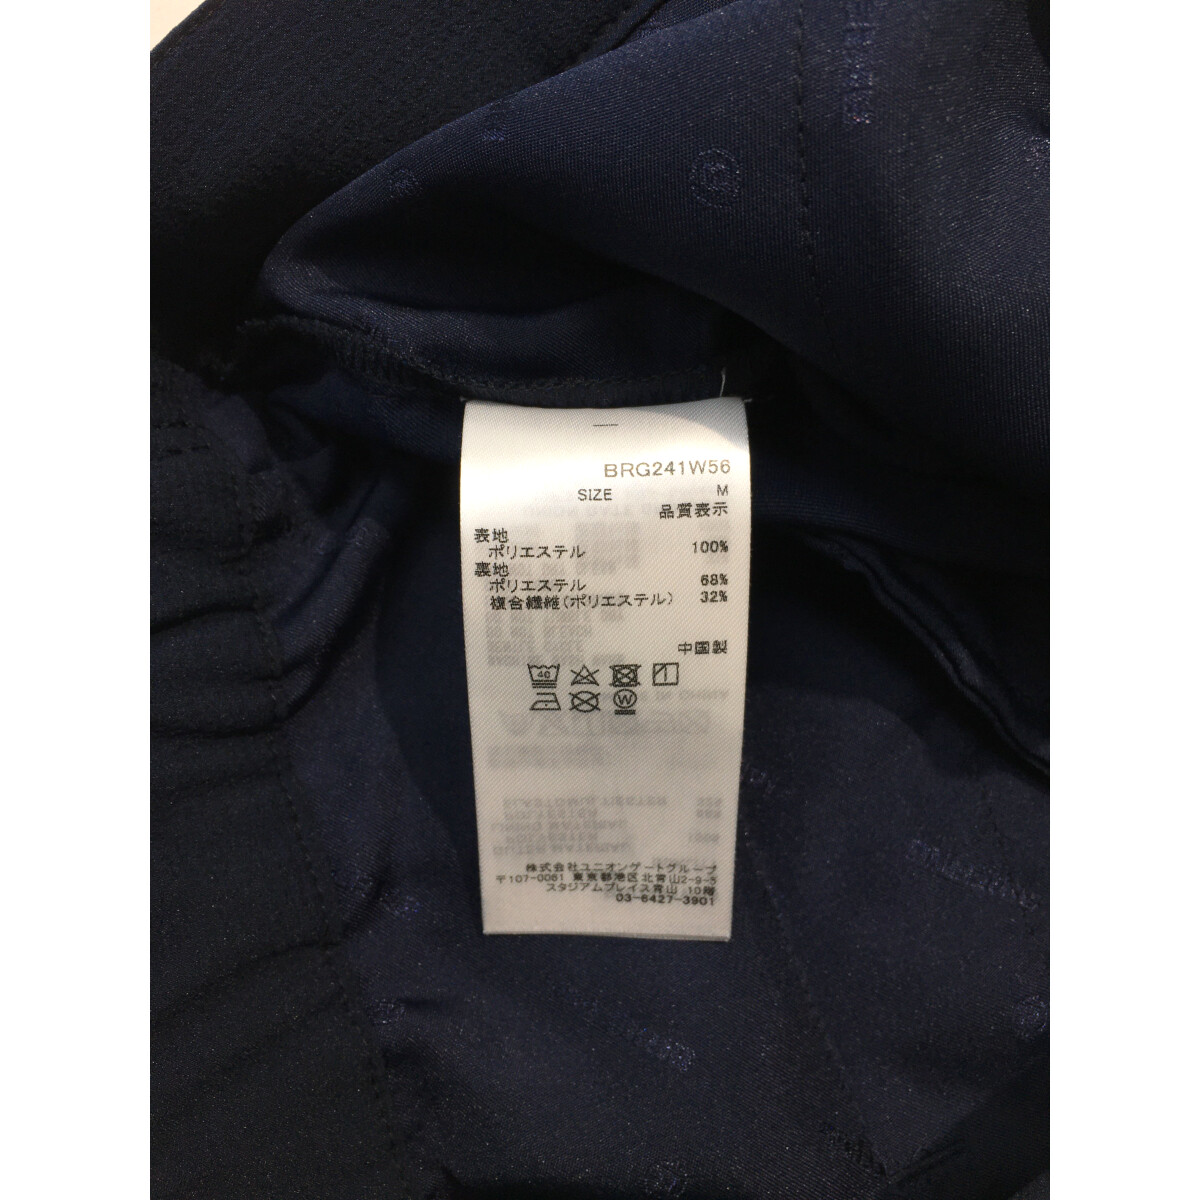 BRG241W56
SIZE M
品質表示
表地
ポリエステル 100%
裏地
ポリエステル 68%
複合繊維(ポリエステル) 32%
中国製
40
W
株式会社ユニオンゲートグループ
〒107-0061 東京都港区北青山2-9-5
スタジアムプレイス青山 10階
03-6427-3901